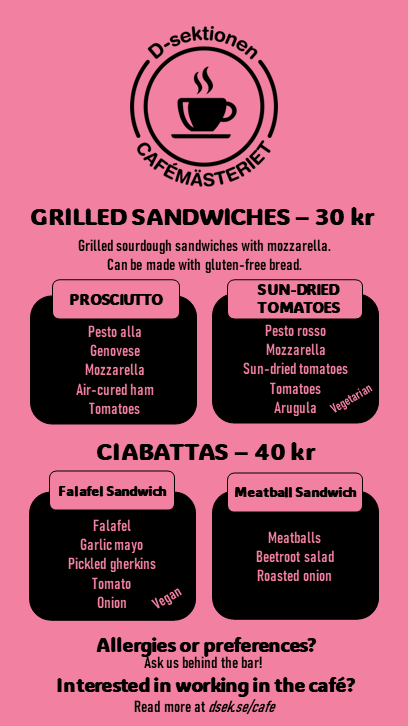 D-sektionen
CAFÉMÄSTERIET
GRILLED SANDWICHES – 30 kr
Grilled sourdough sandwiches with mozzarella.
Can be made with gluten-free bread.
PROSCIUTTO
Pesto alla
Genovese
Mozzarella
Air-cured ham
Tomatoes
SUN-DRIED
TOMATOES
Pesto rosso
Mozzarella
Sun-dried tomatoes
Tomatoes
Arugula
Vegetarian
CIABATTAS – 40 kr
Falafel Sandwich
Falafel
Garlic mayo
Pickled gherkins
Tomato
Onion
Vegan
Meatball Sandwich
Meatballs
Beetroot salad
Roasted onion
Allergies or preferences?
Ask us behind the bar!
Interested in working in the café?
Read more at dsek.se/cafe